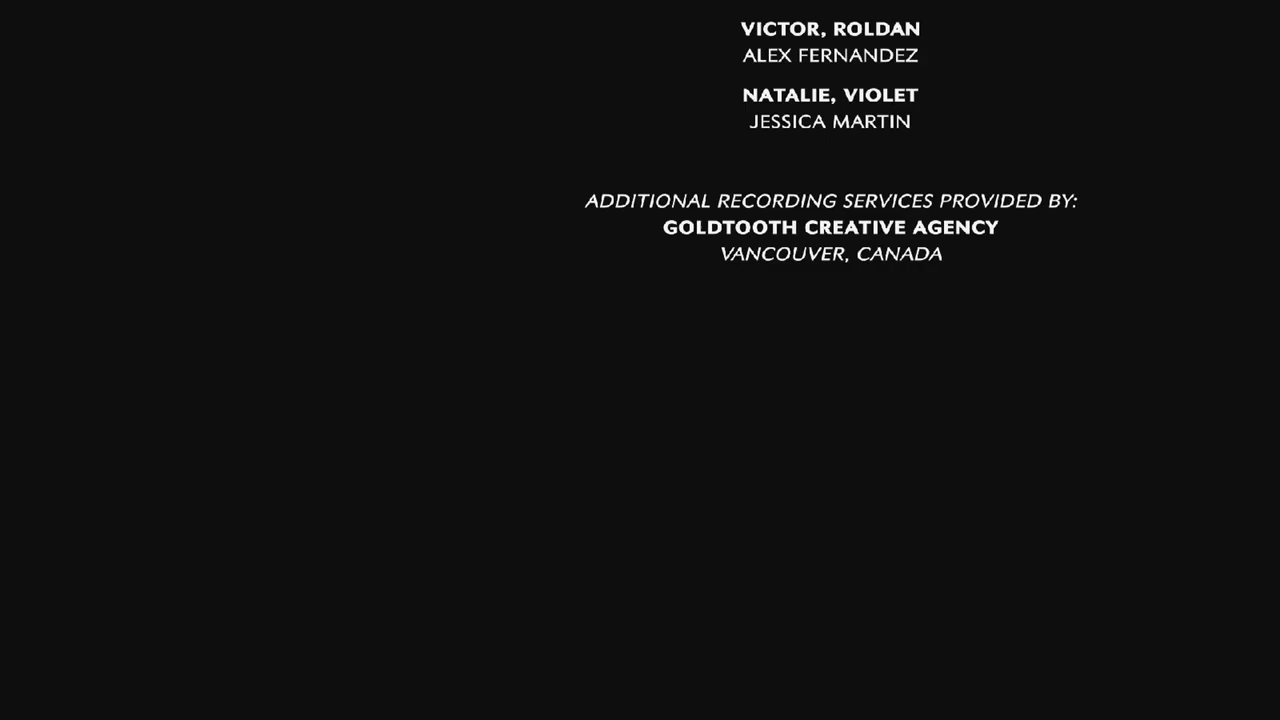 VICTOR, ROLDAN
ALEX FERNANDEZ
NATALIE, VIOLET
JESSICA MARTIN
ADDITIONAL RECORDING SERVICES PROVIDED BY:
GOLDTOOTH CREATIVE AGENCY
VANCOUVER, CANADA